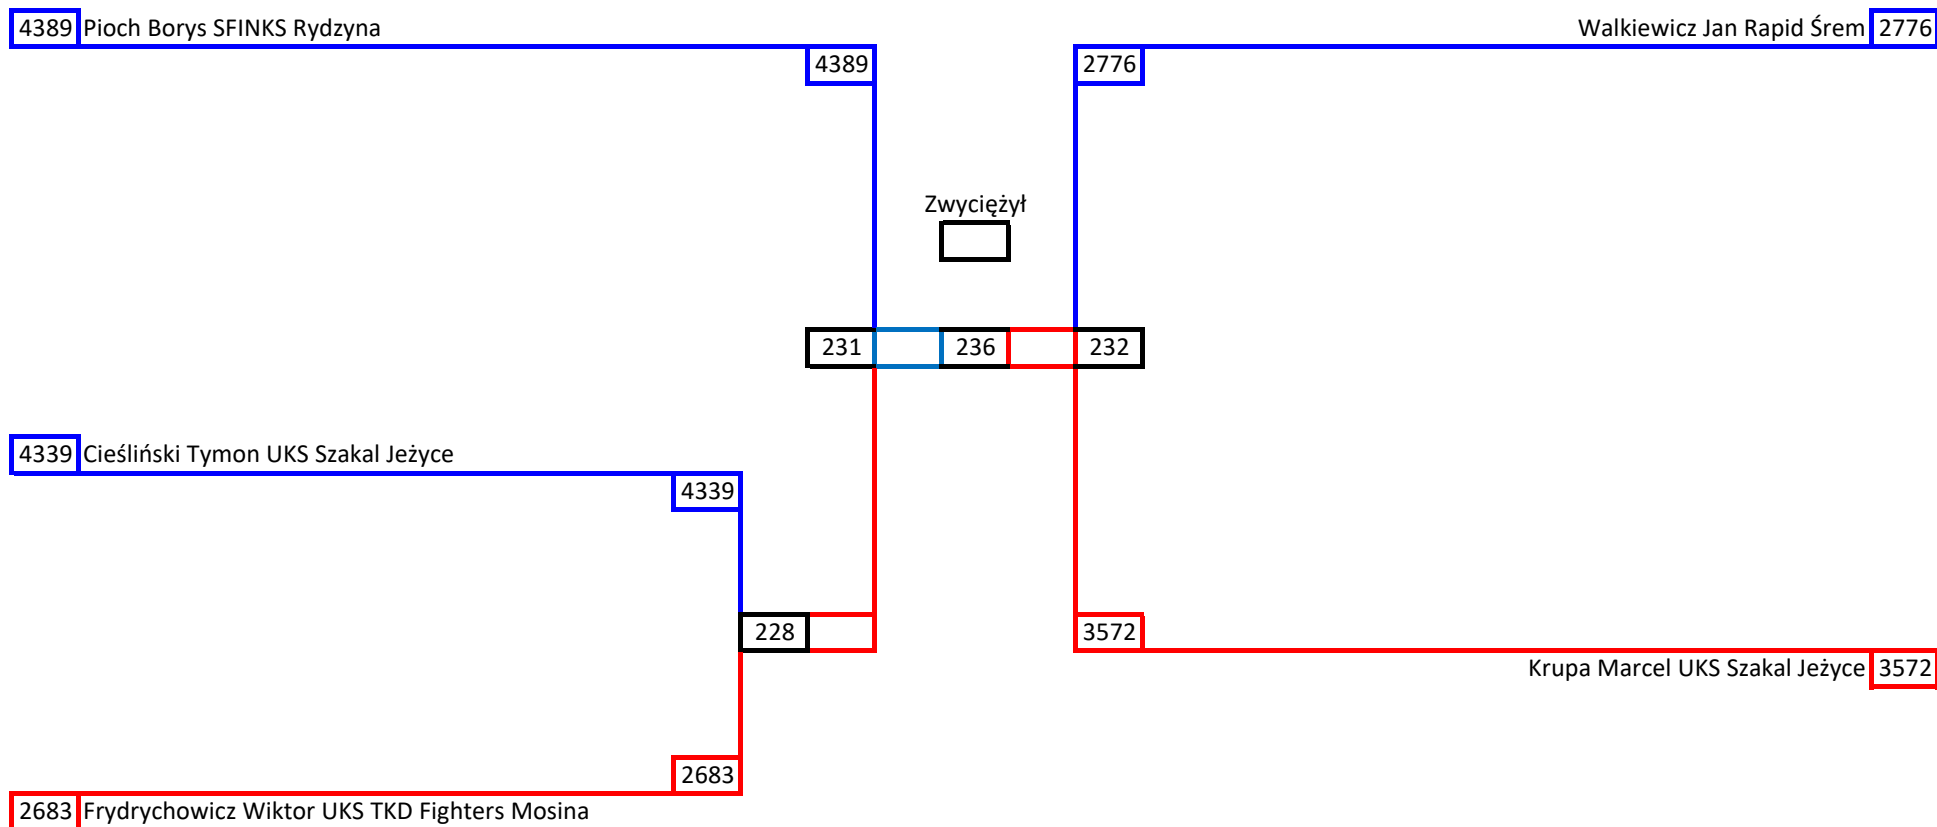 4389 Pioch Borys SFINKS Rydzyna
Walkiewicz Jan Rapid Śrem 2776
4389
2776
Zwyciężył
231 236 232
4339 Cieśliński Tymon UKS Szakal Jeżyce
4339
228
3572
Krupa Marcel UKS Szakal Jeżyce 3572
2683
2683 Frydrychowicz Wiktor UKS TKD Fighters Mosina